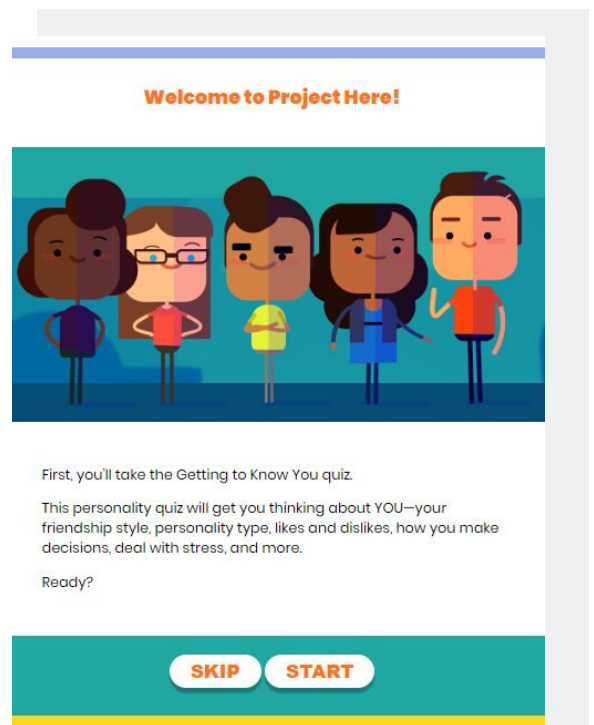 Welcome to Project Here!
First, you'll take the Getting to Know You quiz.
This personality quiz will get you thinking about YOU—your
friendship style, personality type, likes and dislikes, how you make
decisions, deal with stress, and more.
Ready?
SKIP START